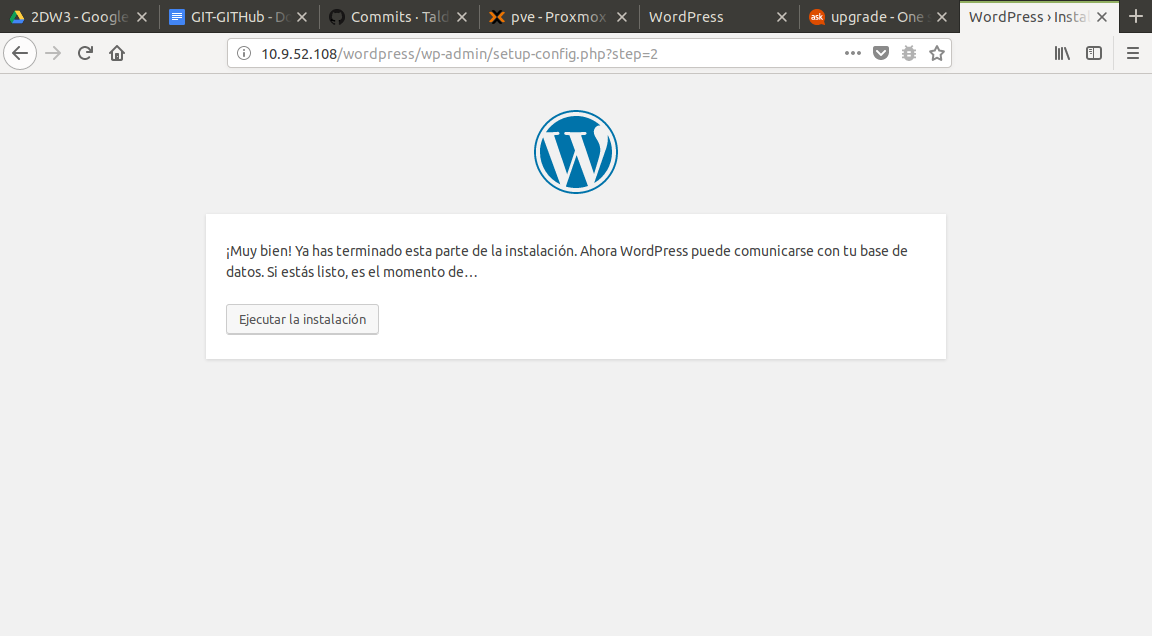 2DW3 - Google
GIT-GITHub - Do
Commits · Tald
pve - Proxmox
WordPress
upgrade - One s
WordPress › Instal
10.9.52.108/wordpress/wp-admin/setup-config.php?step=2
¡Muy bien! Ya has terminado esta parte de la instalación. Ahora WordPress puede comunicarse con tu base de
datos. Si estás listo, es el momento de…
Ejecutar la instalación